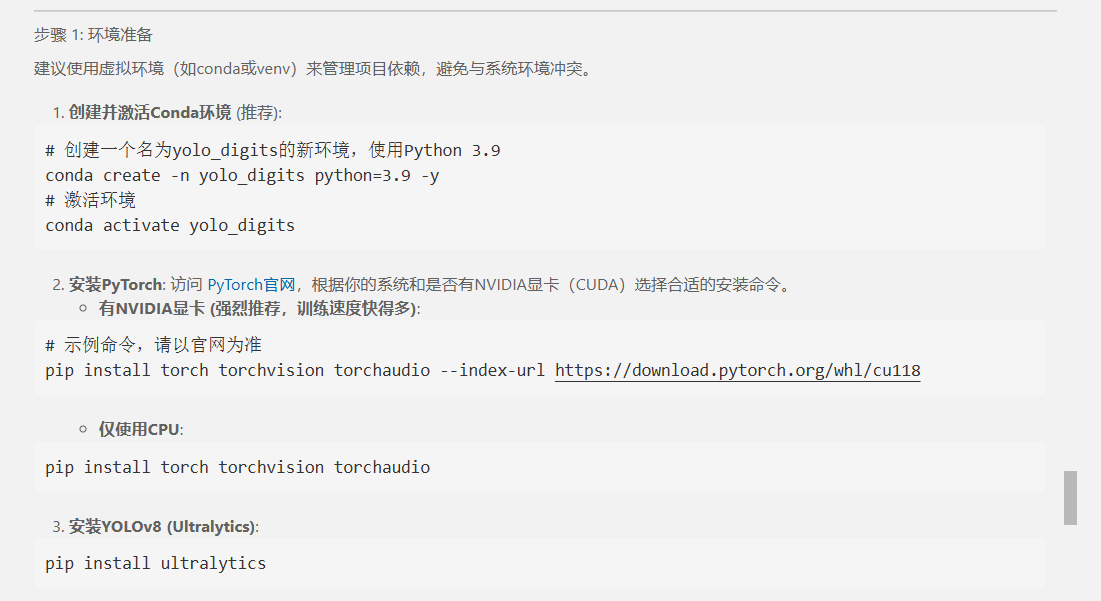 步骤 1: 环境准备
建议使用虚拟环境（如conda或venv）来管理项目依赖，避免与系统环境冲突。
1. 创建并激活Conda环境 (推荐):
# 创建一个名为yolo_digits的新环境，使用Python 3.9
conda create -n yolo_digits python=3.9 -y
# 激活环境
conda activate yolo_digits
2. 安装PyTorch: 访问 PyTorch官网，根据你的系统和是否有NVIDIA显卡（CUDA）选择合适的安装命令。
○ 有NVIDIA显卡 (强烈推荐，训练速度快得多):
# 示例命令，请以官网为准
pip install torch torchvision torchaudio --index-url https://download.pytorch.org/whl/cu118
○ 仅使用CPU:
pip install torch torchvision torchaudio
3. 安装YOLOv8 (Ultralytics):
pip install ultralytics